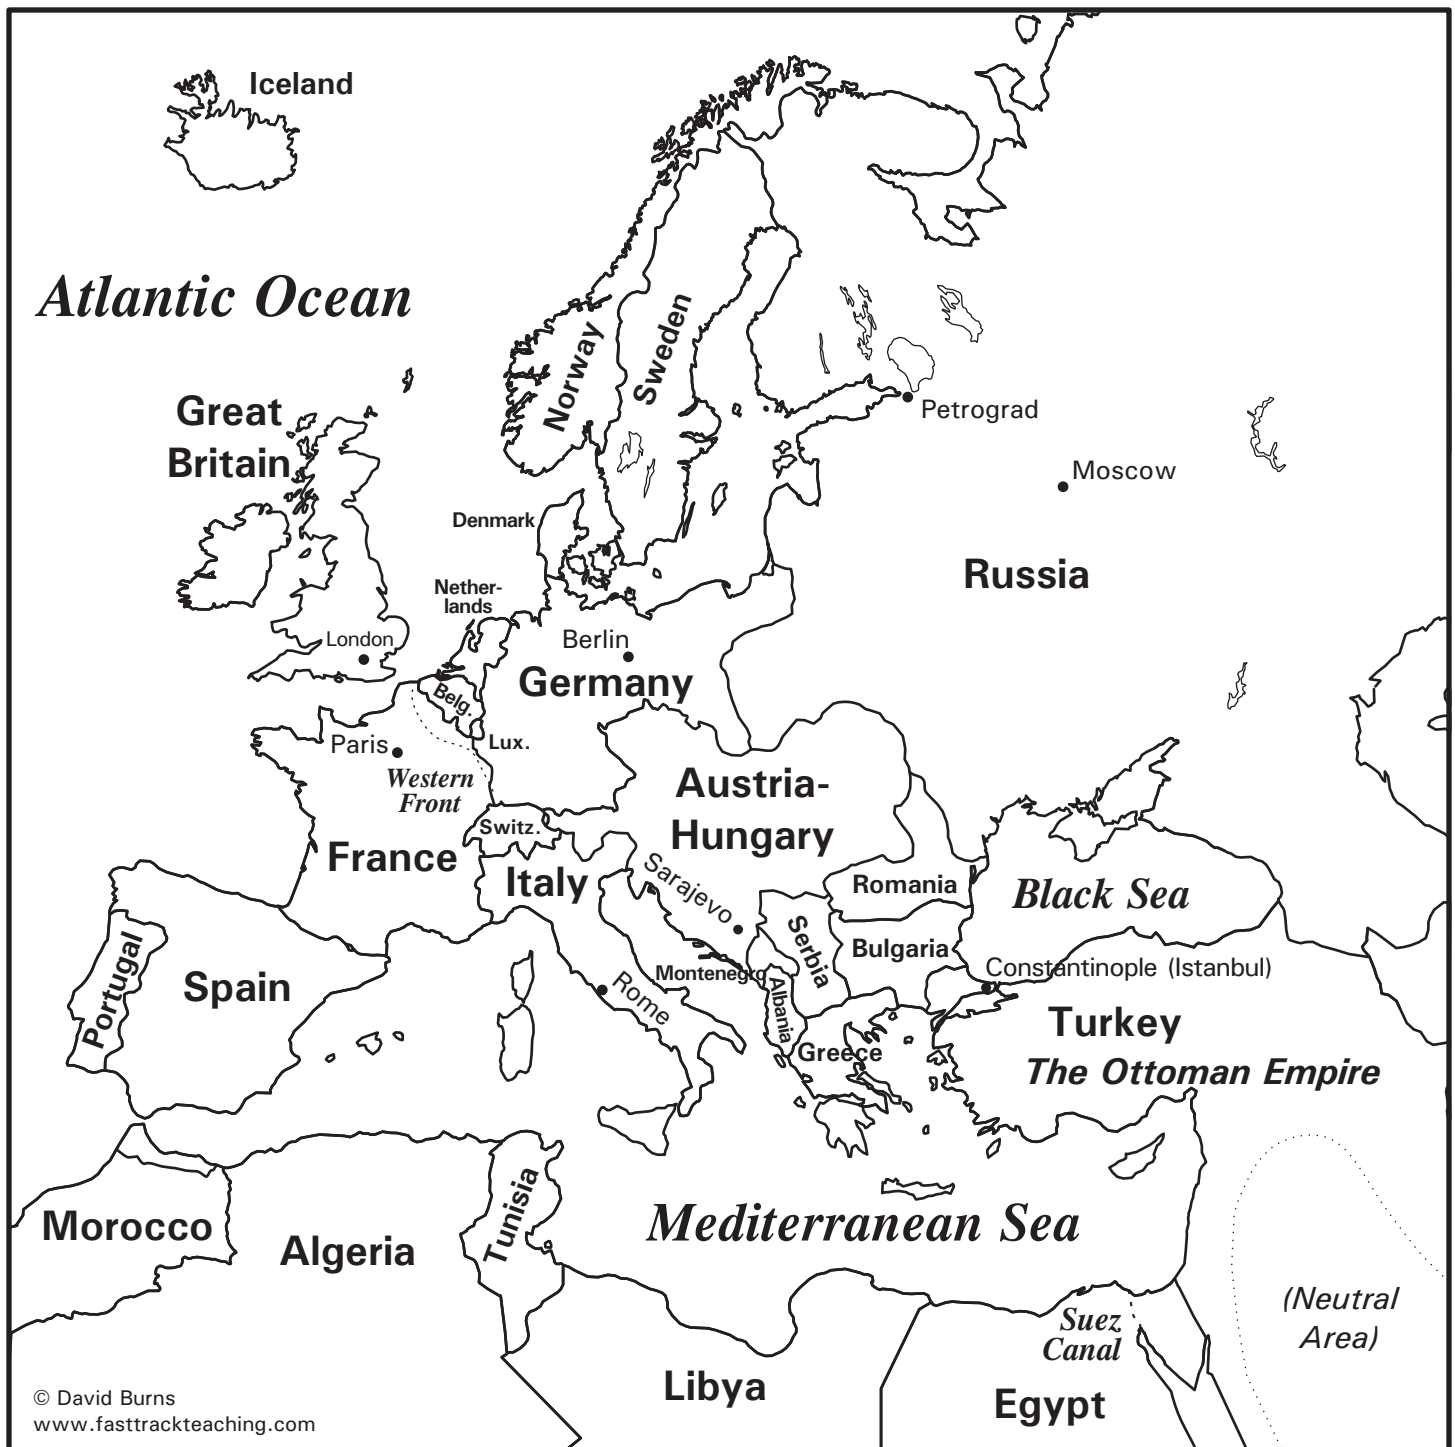 Iceland
Atlantic Ocean
Norway
Sweden
Great
Britain
Petrograd
Moscow
Denmark
Russia
Nether-
lands
London
Berlin
Germany
Belg.
Paris
Lux.
Western
Front
Austria-
Hungary
Switz.
France
Italy
Sarajevo
Romania
Black Sea
Portugal
Spain
Serbia
Bulgaria
Montenegro
Constantinople (Istanbul)
Rome
Albania
Turkey
Greece
The Ottoman Empire
Morocco
Algeria
Tunisia
Mediterranean Sea
(Neutral
Area)
Suez
Canal
Libya
Egypt
© David Burns
www.fasttrackteaching.com